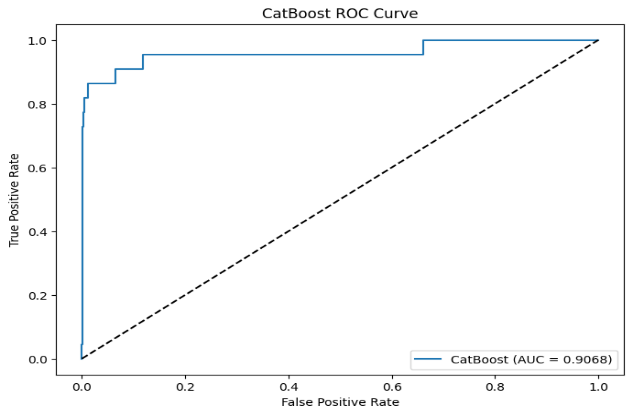 CatBoost ROC Curve
1.0
0.8
0.6
0.4
0.2
0.0
True Positive Rate
CatBoost (AUC = 0.9068)
0.0 0.2 0.4 0.6 0.8 1.0
False Positive Rate